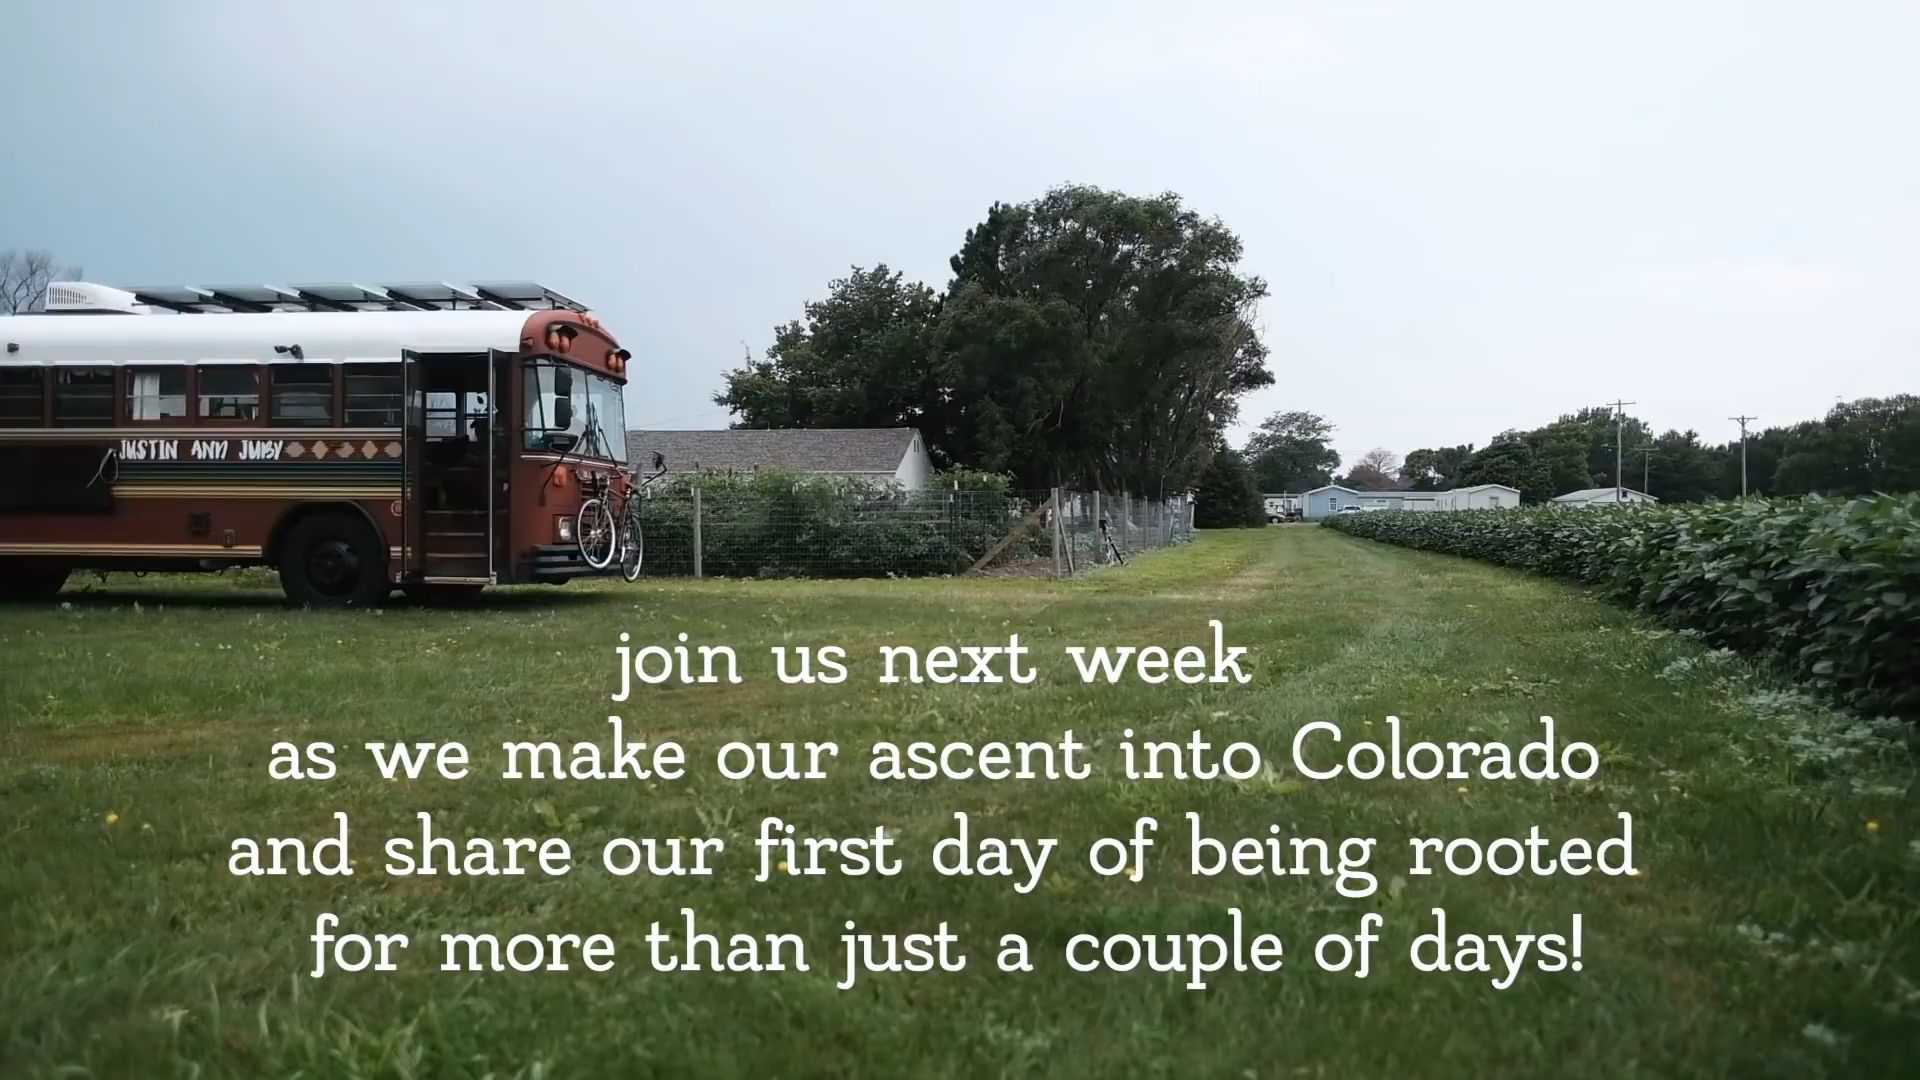 JUSTIN AND JUBY
join us next week
as we make our ascent into Colorado
and share our first day of being rooted
for more than just a couple of days!